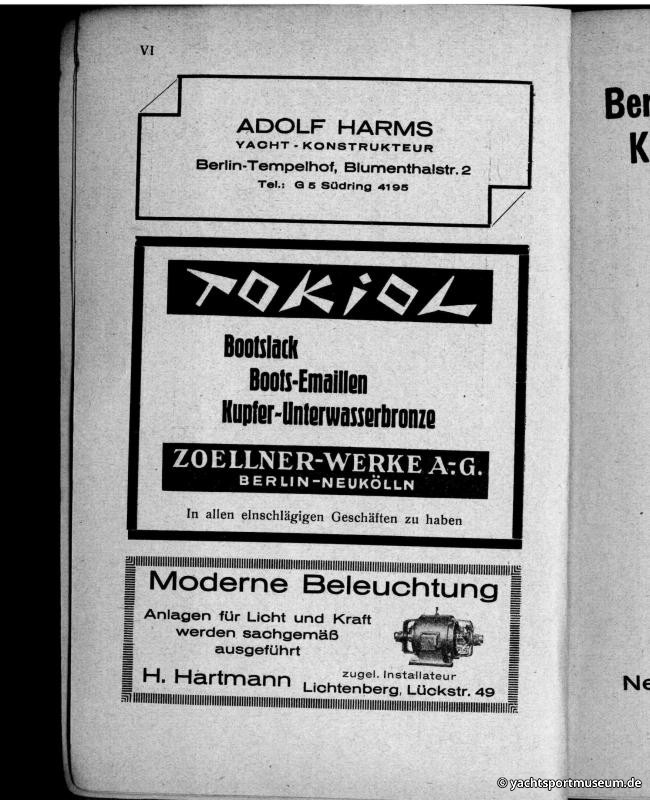 VI
ADOLF HARMS
YACHT-KONSTRUKTEUR
Berlin-Tempelhof, Blumenthalstr. 2
Tel.: G 5 Südring 4195
TOKiOL
Bootslack
Boots-Emaillen
Kupfer-Unterwasserbronze
ZOELLNER-WERKE A.-G.
BERLIN-NEUKÖLLN
In allen einschlägigen Geschäften zu haben
Moderne Beleuchtung
Anlagen für Licht und Kraft
werden sachgemäß
ausgeführt
H. Hartmann
zugel. Installateur
Lichtenberg, Lückstr. 49
Ber
K
Ne
© yachtsportmuseum.de